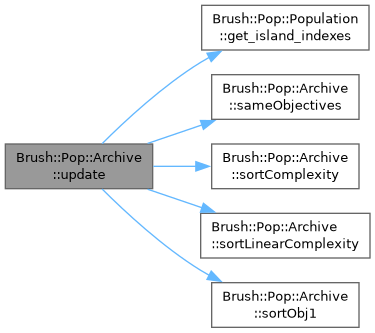 Brush::Pop::Population
::get_island_indexes
Brush::Pop::Archive
::sameObjectives
Brush::Pop::Archive
::update
Brush::Pop::Archive
::sortComplexity
Brush::Pop::Archive
::sortLinearComplexity
Brush::Pop::Archive
::sortObj1